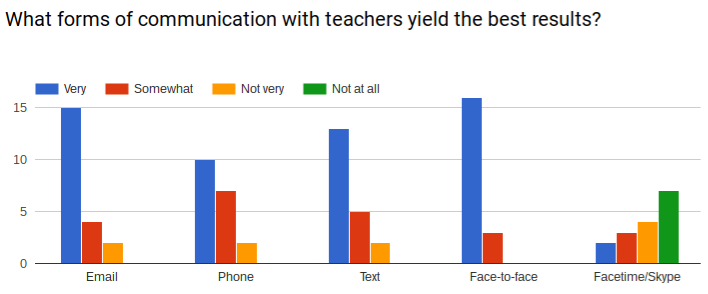 What forms of communication with teachers yield the best results?
Very Somewhat Not very Not at all
15
10
5
0
Email Phone Text Face-to-face Facetime/Skype